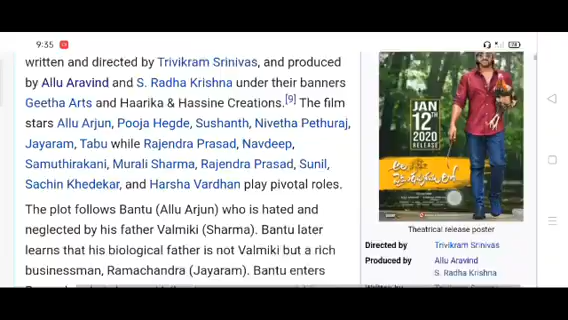 9:35
written and directed by Trivikram Srinivas, and produced
by Allu Aravind and S. Radha Krishna under their banners
Geetha Arts and Haarika & Hassine Creations.[9] The film
stars Allu Arjun, Pooja Hegde, Sushanth, Nivetha Pethuraj,
Jayaram, Tabu while Rajendra Prasad, Navdeep,
Samuthirakani, Murali Sharma, Rajendra Prasad, Sunil,
Sachin Khedekar, and Harsha Vardhan play pivotal roles.
The plot follows Bantu (Allu Arjun) who is hated and
neglected by his father Valmiki (Sharma). Bantu later
learns that his biological father is not Valmiki but a rich
businessman, Ramachandra (Jayaram). Bantu enters
JAN
12TH
2020
RELEASE
అల
వైకుంఠపురములో
Theatrical release poster
Directed by Trivikram Srinivas
Produced by Allu Aravind
S. Radha Krishna